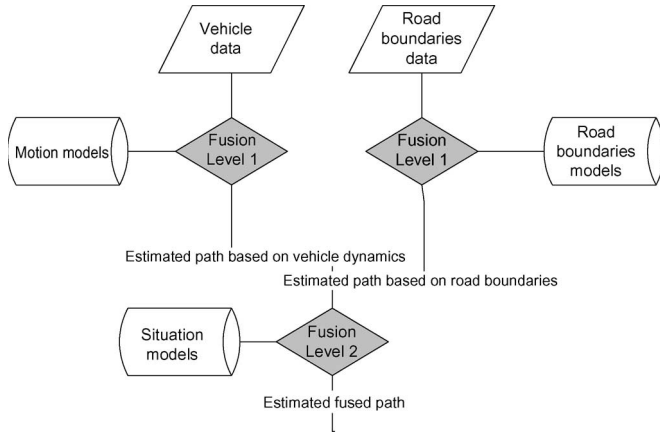 Vehicle
data
Road
boundaries
data
Motion models
Fusion
Level 1
Fusion
Level 1
Road
boundaries
models
Estimated path based on vehicle dynamics
Estimated path based on road boundaries
Situation
models
Fusion
Level 2
Estimated fused path